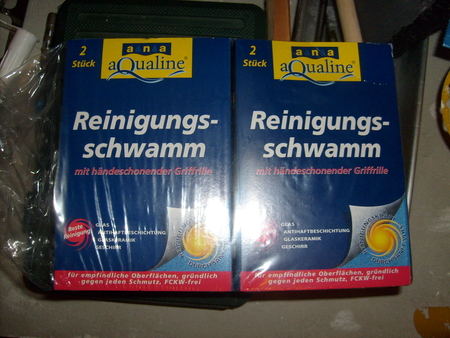 2
Stück
ana
aQualine®
Reinigungs-
schwamm
mit händeschonender Griffrille
Beste
Reinigung
GLAS
ANTIHAFTBESCHICHTUNG
GLASKERAMIK
GESCHIRR
für empfindliche Oberflächen, gründlich
gegen jeden Schmutz, FCKW-frei
2
Stück
ana
aQualine®
Reinigungs-
schwamm
mit händeschonender Griffrille
GLAS
ANTIHAFTBESCHICHTUNG
GLASKERAMIK
GESCHIRR
für empfindliche Oberflächen, gründlich
gegen jeden Schmutz, FCKW-frei